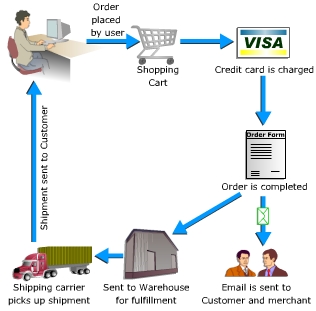 Order
placed
by user
Shopping
Cart
VISA
Credit card is charged
Order Form
Order is completed
Email is sent to
Customer and merchant
Sent to Warehouse
for fulfillment
Shipping carrier
picks up shipment
Shipment sent to Customer